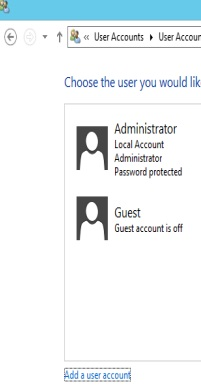 « User Accounts ▸ User Accoun
Choose the user you would lik
Administrator
Local Account
Administrator
Password protected
Guest
Guest account is off
Add a user account